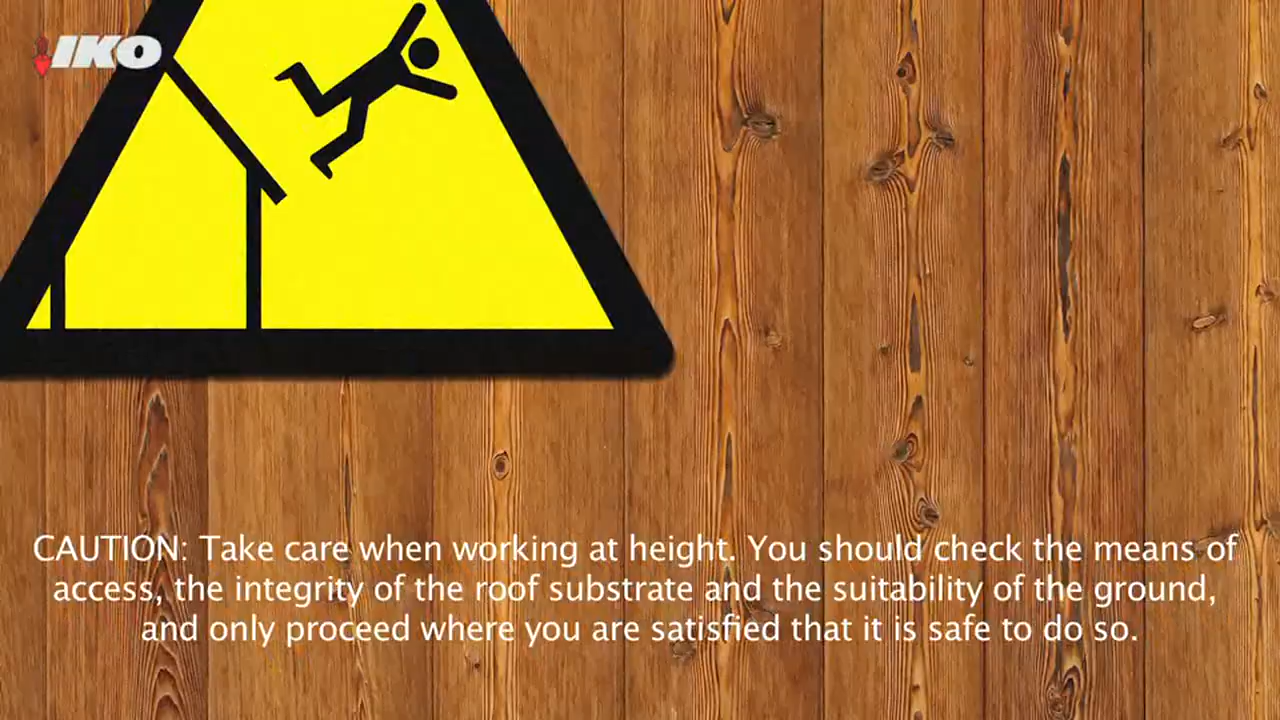 IKO
CAUTION: Take care when working at height. You should check the means of
access, the integrity of the roof substrate and the suitability of the ground,
and only proceed where you are satisfied that it is safe to do so.